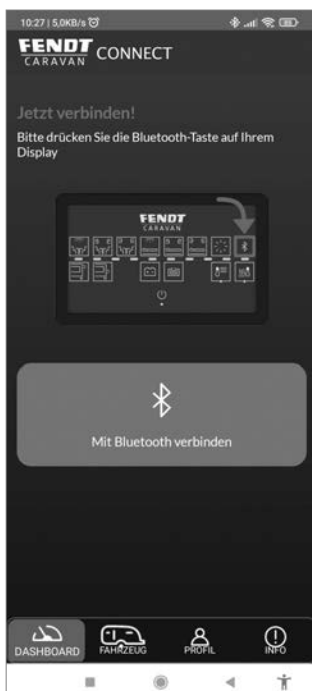 10:27 | 5,0KB/s
FENDT CONNECT
CARAVAN
Jetzt verbinden!
Bitte drücken Sie die Bluetooth-Taste auf Ihrem
Display
FENDT
CARAVAN
Mit Bluetooth verbinden
DASHBOARD FAHRZEUG PROFIL INFO